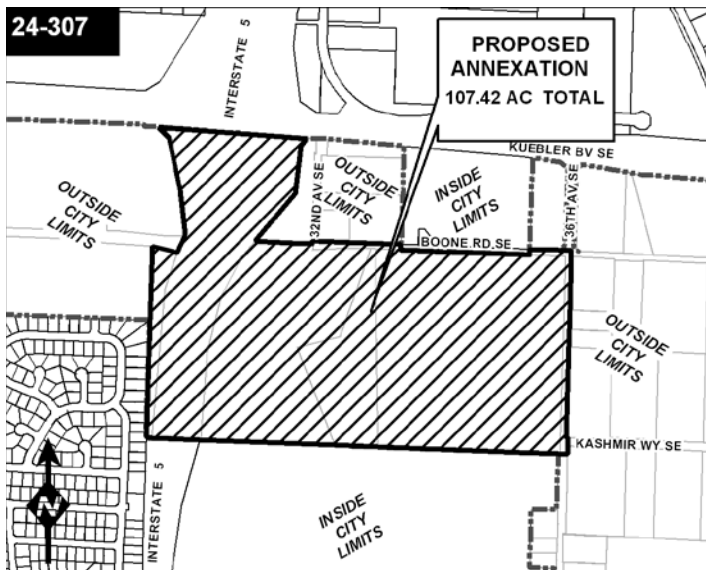 24-307
INTERSTATE 5
PROPOSED
ANNEXATION
107.42 AC TOTAL
KUEBLER BV SE
OUTSIDE
CITY
LIMITS
32ND AV SE
OUTSIDE
CITY
LIMITS
INSIDE
CITY
LIMITS
36TH AV SE
BOONE RD SE
OUTSIDE
CITY
LIMITS
KASHMIR WY SE
INTERSTATE 5
INSIDE
CITY
LIMITS
N